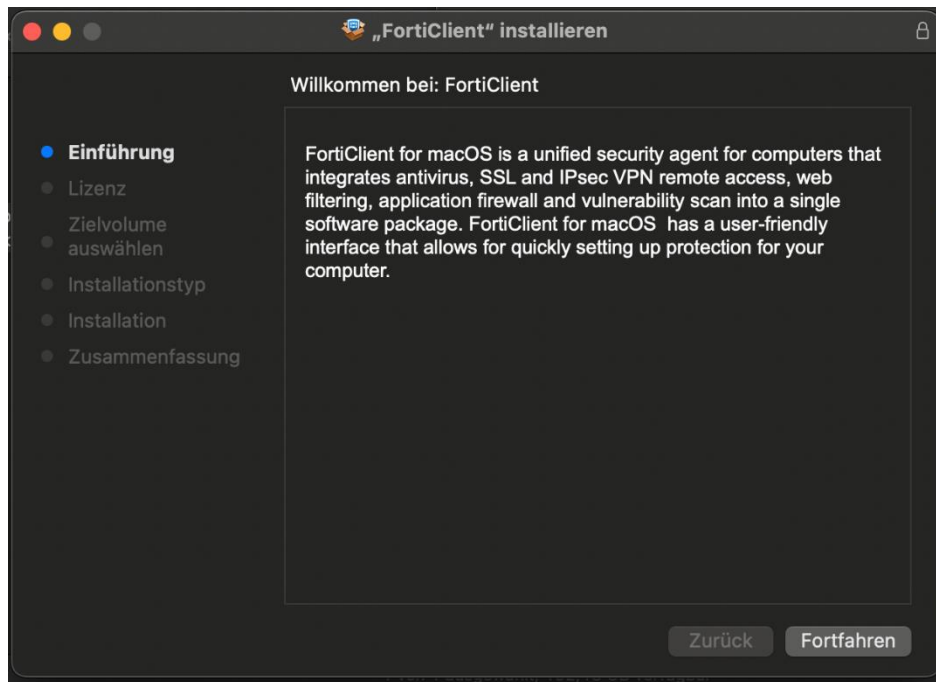 „FortiClient“ installieren
Willkommen bei: FortiClient
Einführung
Lizenz
Zielvolume
auswählen
Installationstyp
Installation
Zusammenfassung
FortiClient for macOS is a unified security agent for computers that
integrates antivirus, SSL and IPsec VPN remote access, web
filtering, application firewall and vulnerability scan into a single
software package. FortiClient for macOS  has a user-friendly
interface that allows for quickly setting up protection for your
computer.
Zurück
Fortfahren